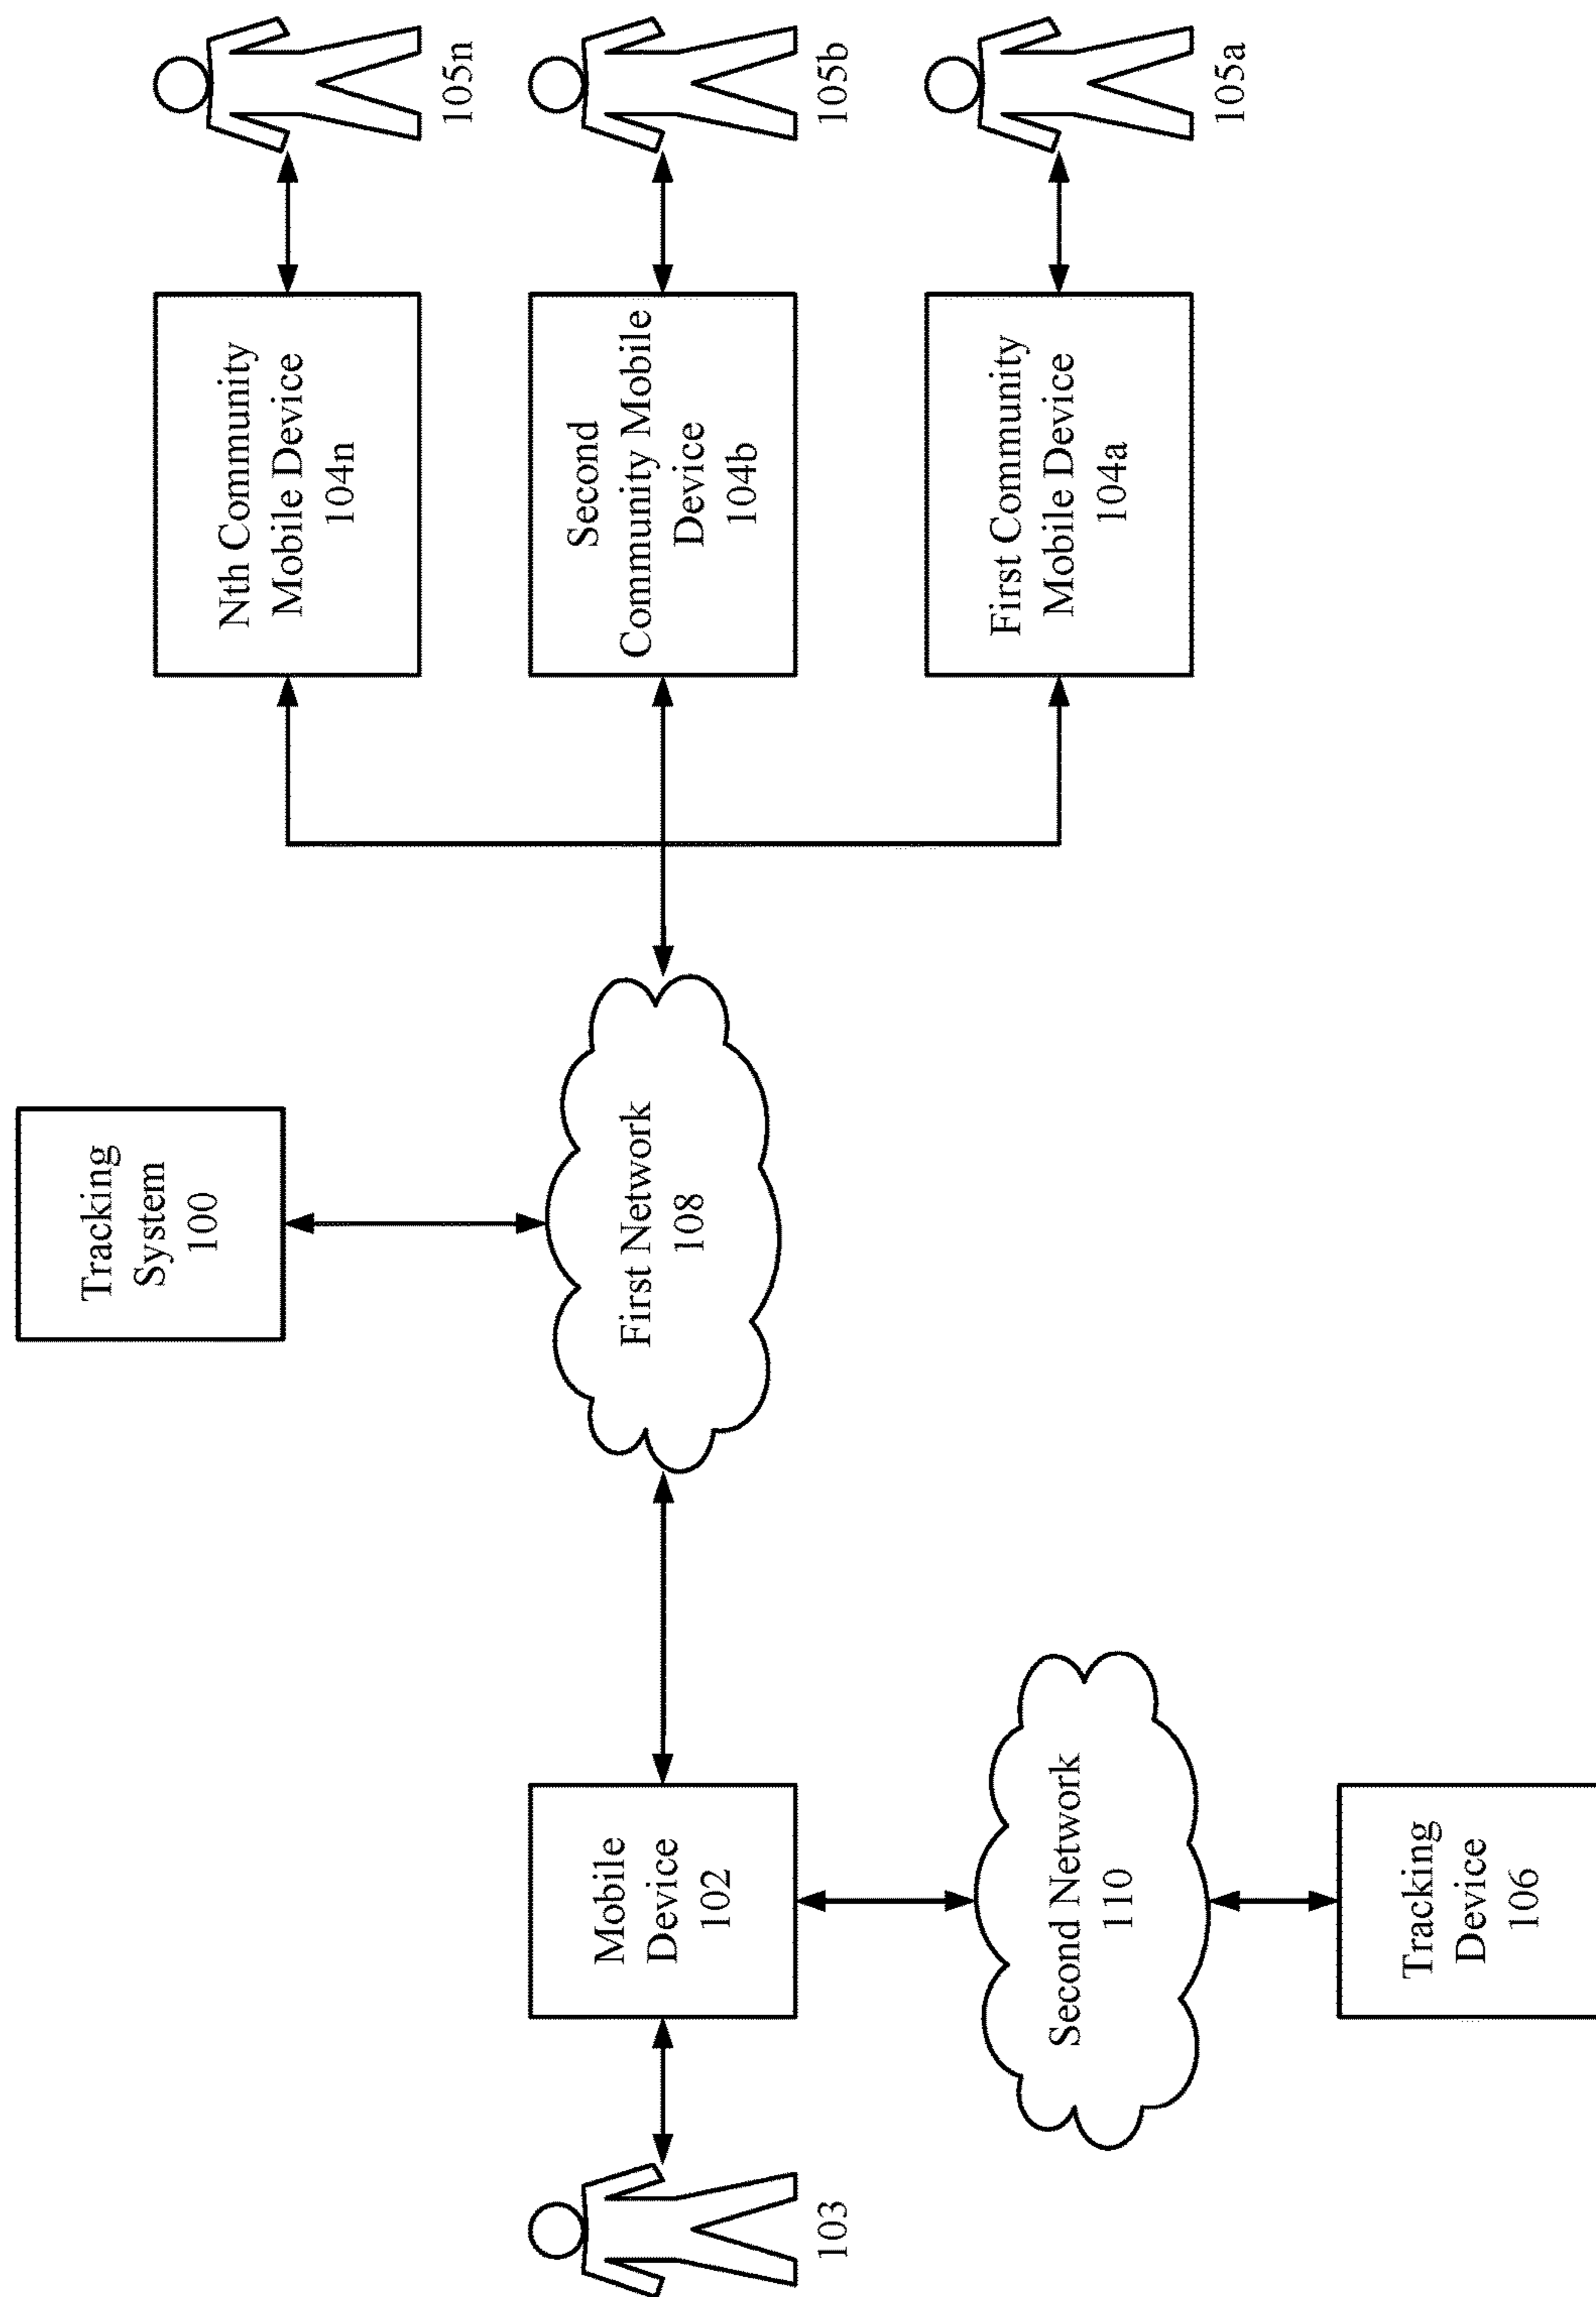 Tracking
System
100
Nth Community
Mobile Device
104n
105n
103
Mobile
Device
102
First Network
108
Second
Community Mobile
Device
104b
105b
Second Network
110
First Community
Mobile Device
104a
105a
Tracking
Device
106